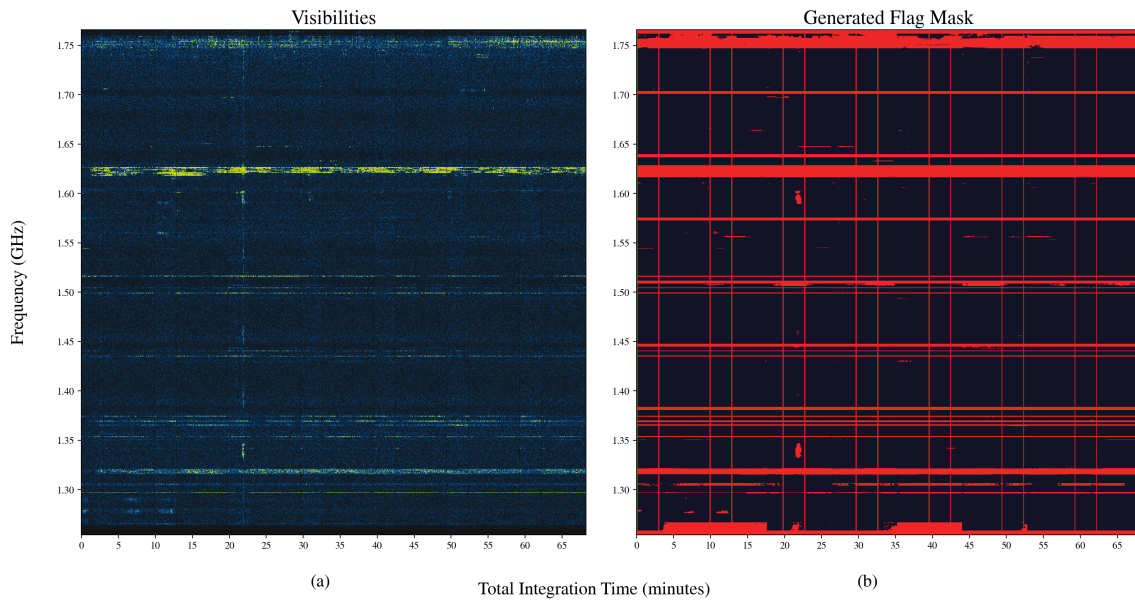 Visibilities
Generated Flag Mask
Frequency (GHz)
1.75
1.70
1.65
1.60
1.55
1.50
1.45
1.40
1.35
1.30
0 5 10 15 20 25 30 35 40 45 50 55 60 65
1.75
1.70
1.65
1.60
1.55
1.50
1.45
1.40
1.35
1.30
0 5 10 15 20 25 30 35 40 45 50 55 60 65
(a)
(b)
Total Integration Time (minutes)